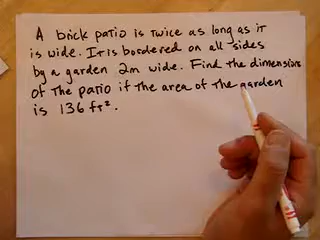 A brick patio is twice as long as it
is wide. It is bordered on all sides
by a garden 2m wide. Find the dimensions
of the patio if the area of the garden
is 136 ft².